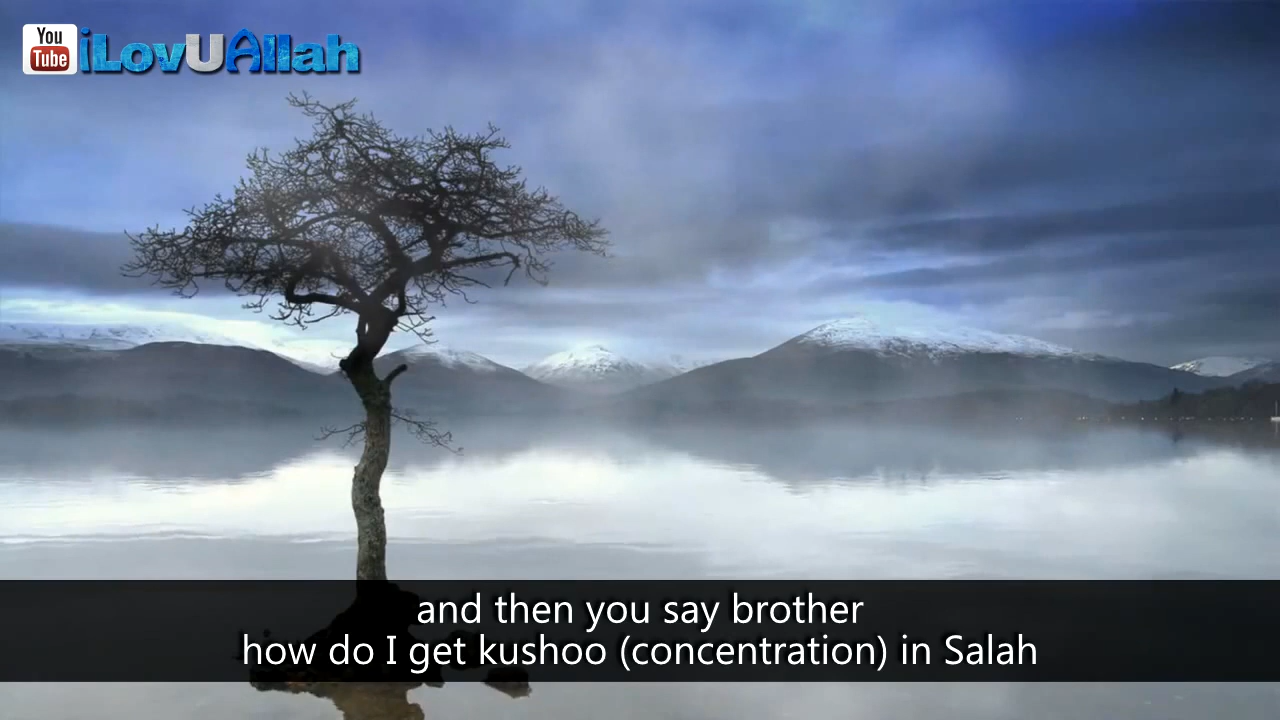 You
Tube
iLovUAllah
and then you say brother
how do I get kushoo (concentration) in Salah